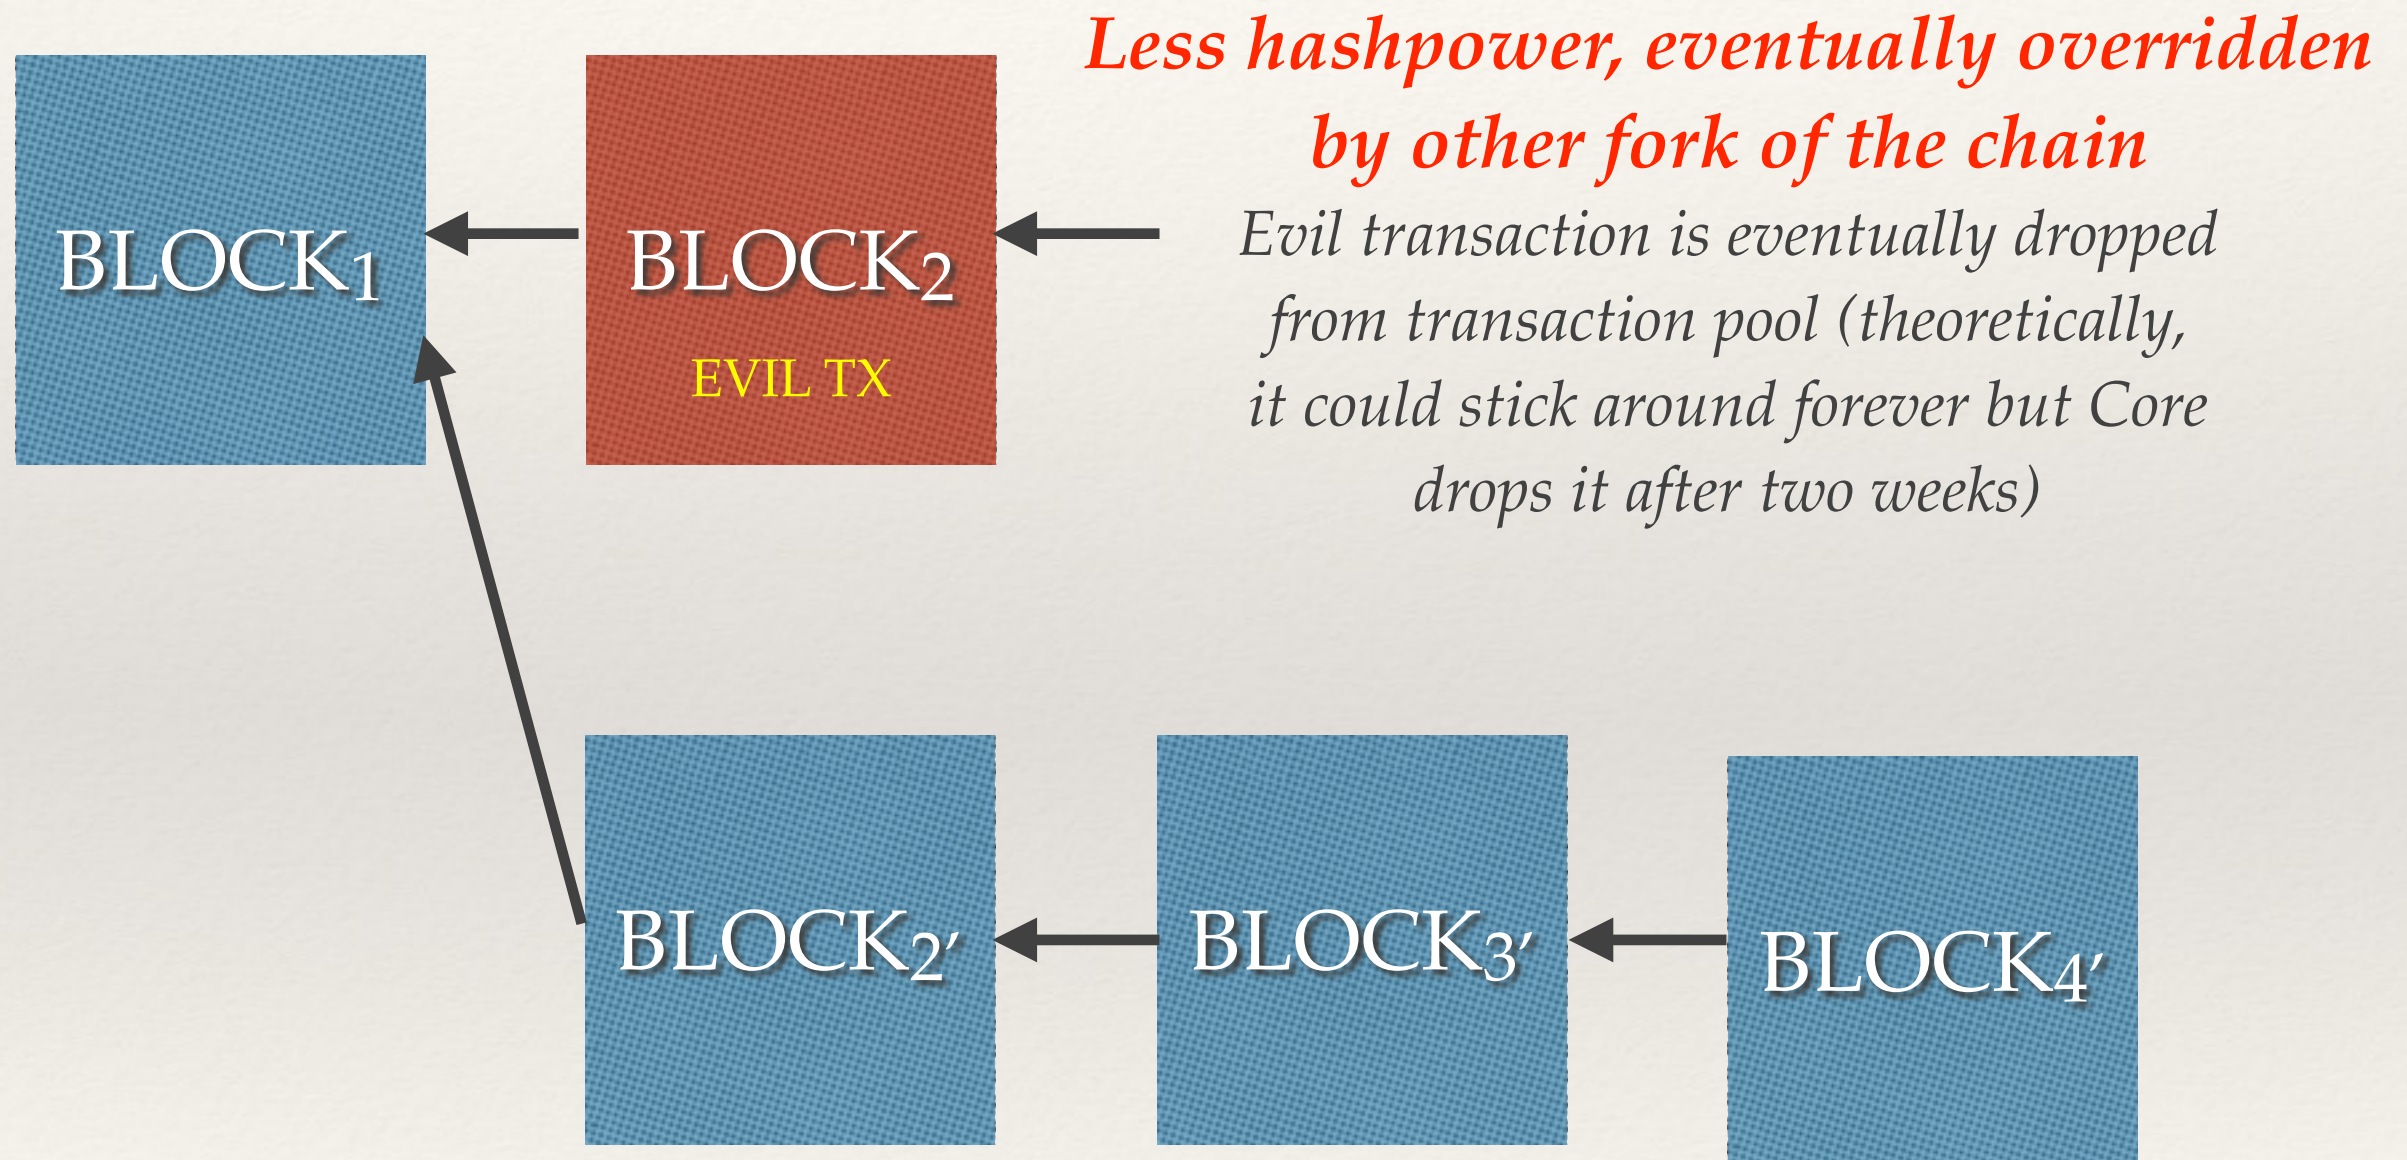 Less hashpower, eventually overridden
by other fork of the chain
BLOCK1
BLOCK2
EVIL TX
Evil transaction is eventually dropped
from transaction pool (theoretically,
it could stick around forever but Core
drops it after two weeks)
BLOCK2′
BLOCK3′
BLOCK4′